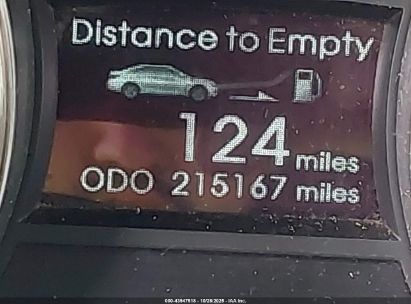 Distance to Empty
124 miles
ODO 215167 miles